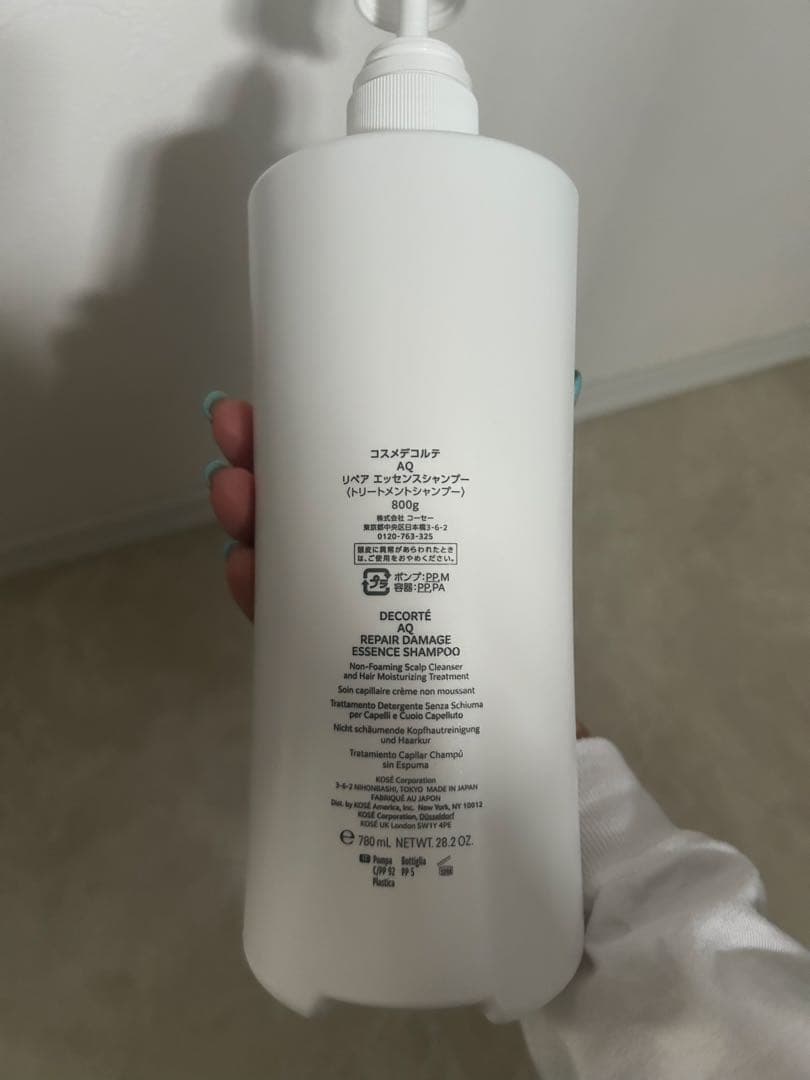 コスメデコルテ
AQ
リペア エッセンスシャンプー
〈トリートメントシャンプー〉
800g
株式会社 コーセー
東京都中央区日本橋3-6-2
0120-763-325
頭皮に異常があらわれたとき
は、ご使用をおやめください。
プラ
ポンプ:PP,M
容器:PP,PA
DECORTÉ
AQ
REPAIR DAMAGE
ESSENCE SHAMPOO
Non-Foaming Scalp Cleanser
and Hair Moisturizing Treatment
Soin capillaire crème non moussant
Trattamento Detergente Senza Schiuma
per Capelli e Cuoio Capelluto
Nicht schäumende Kopfhautreinigung
und Haarkur
Tratamiento Capilar Champú
sin Espuma
KOSÉ Corporation
3-6-2 NIHONBASHI, TOKYO MADE IN JAPAN
FABRIQUÉ AU JAPON
Dist. by KOSÉ America, Inc. New York, NY 10012
KOSÉ Corporation, Düsseldorf
KOSÉ UK London SW1Y 4PE
e 780mL NETWT. 28.2 OZ.
IT Pompa Bottiglia
C/PP 92 PP 5
Plastica